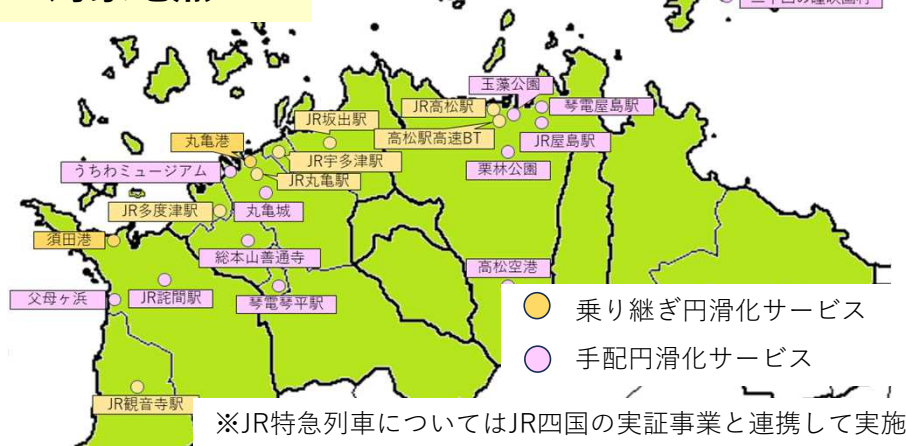 玉藻公園
JR高松駅
琴電屋島駅
JR坂出駅
高松駅高速BT
JR屋島駅
丸亀港
JR宇多津駅
うちわミュージアム
JR丸亀駅
栗林公園
JR多度津駅
丸亀城
須田港
総本山善通寺
高松空港
父母ヶ浜
JR詫間駅
琴電琴平駅
乗り継ぎ円滑化サービス
手配円滑化サービス
JR観音寺駅
※JR特急列車についてはJR四国の実証事業と連携して実施